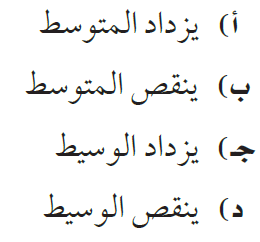 أ) يزداد المتوسط
ب) ينقص المتوسط
جـ) يزداد الوسيط
د) ينقص الوسيط